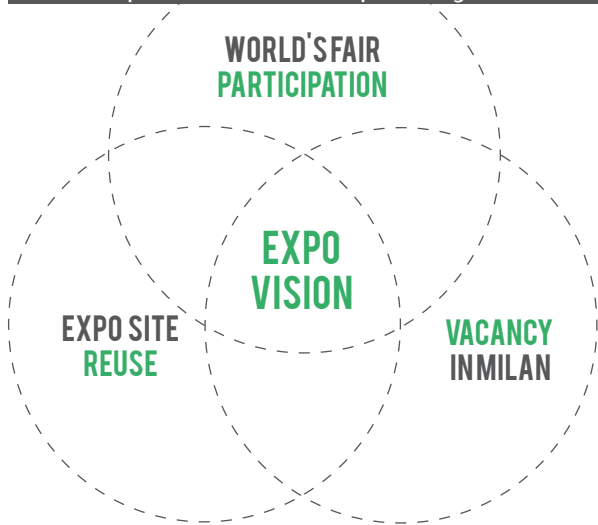 WORLD'S FAIR
PARTICIPATION
EXPO
VISION
EXPO SITE
REUSE
VACANCY
IN MILAN